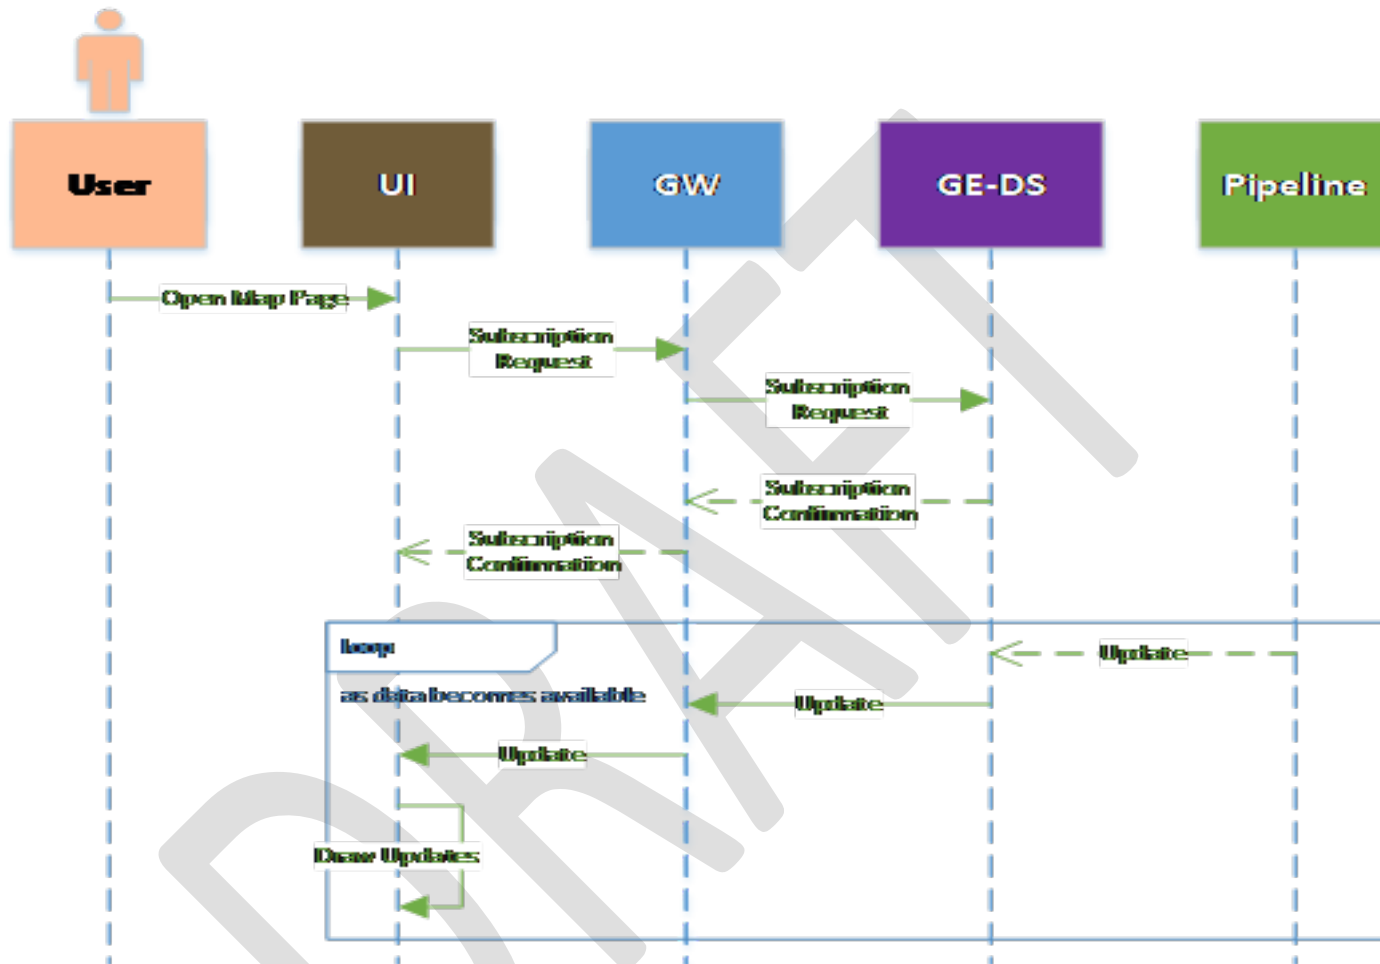 User
UI
GW
GE-DS
Pipeline
Open Map Page
Subscription
Request
Subscription
Request
Subscription
Confirmation
Subscription
Confirmation
loop
Update
as data becomes available
Update
Update
Draw Updates
DRAFT